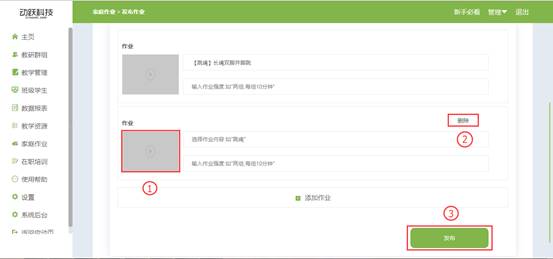 动跃科技
家庭作业 > 发布作业
新手必看 管理 退出
主页
教研群组
教学管理
班级学生
数据报表
教学资源
家庭作业
在职培训
使用帮助
设置
系统后台
作业
【跳绳】长绳双脚并脚跳
输入作业强度 如"两组,每组10分钟"
作业
删除
选择作业内容 如"跳绳"
输入作业强度 如"两组,每组10分钟"
①
②
添加作业
③
发布